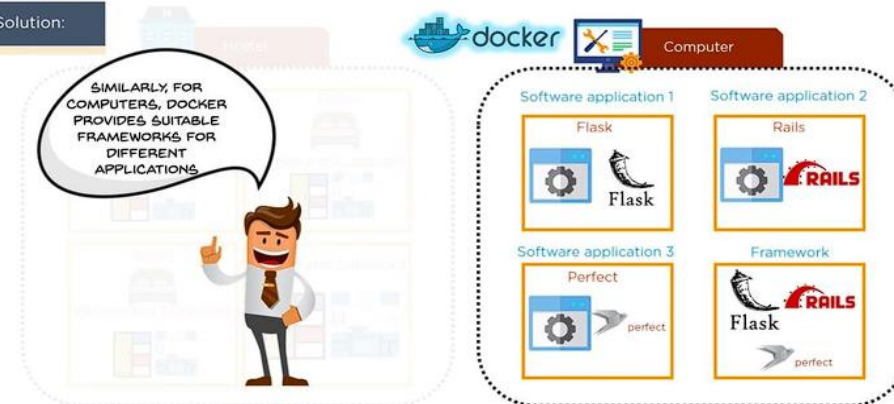 Solution:
Hostel
SIMILARLY, FOR
COMPUTERS, DOCKER
PROVIDES SUITABLE
FRAMEWORKS FOR
DIFFERENT
APPLICATIONS
docker
Computer
Software application 1
Software application 2
Flask
Rails
Flask
RAILS
Software application 3
Framework
Perfect
perfect
Flask
RAILS
perfect